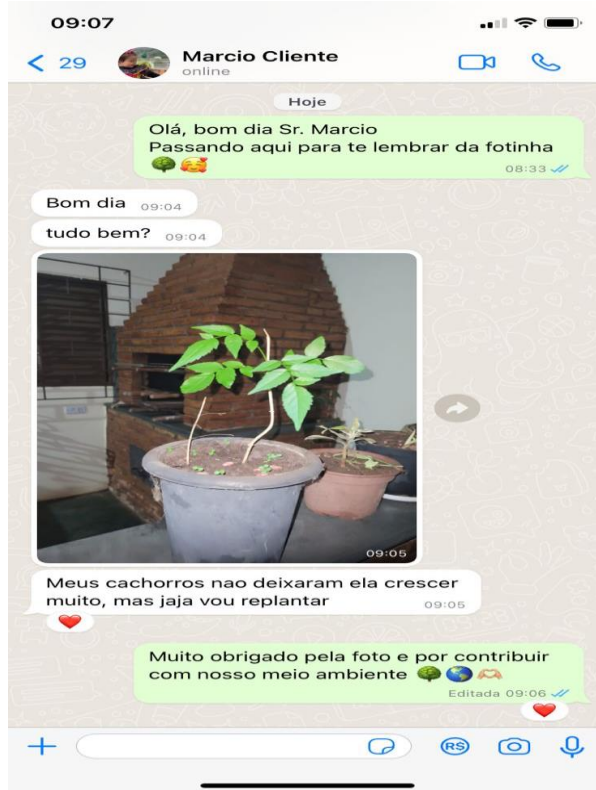 09:07
29
Marcio Cliente
online
Hoje
Olá, bom dia Sr. Marcio
Passando aqui para te lembrar da fotinha
🌳🥰
08:33
Bom dia 09:04
tudo bem? 09:04
09:05
Meus cachorros nao deixaram ela crescer
muito, mas jaja vou replantar
09:05
Muito obrigado pela foto e por contribuir
com nosso meio ambiente 🌳🌎🫶🏼
Editada 09:06
R$